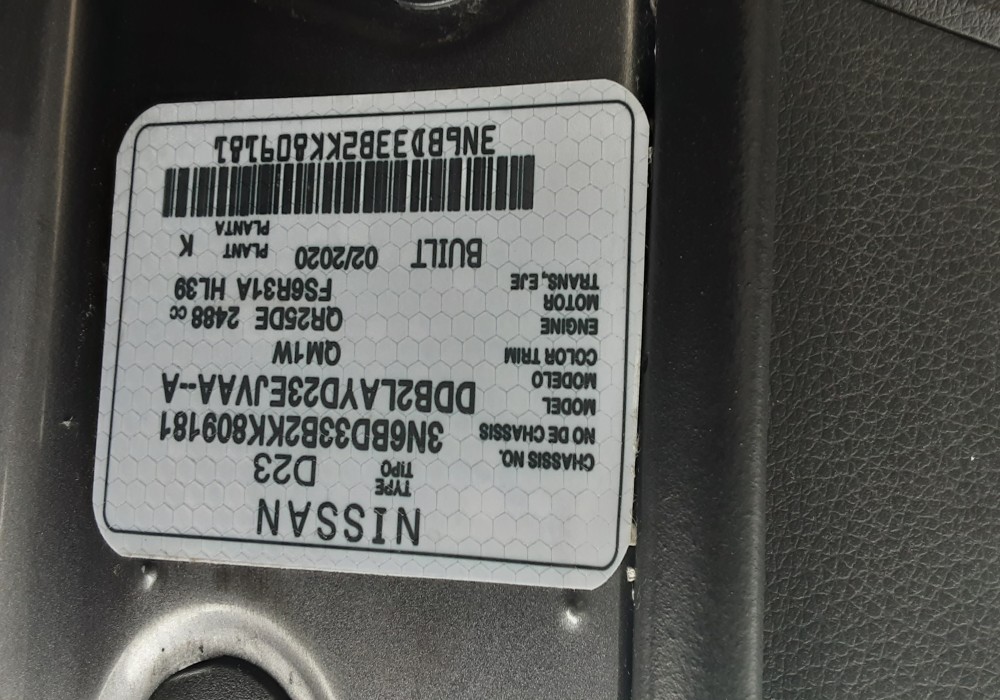 NISSAN
TYPE
TIPO D23
CHASSIS NO.
NO DE CHASSIS 3N6BD33B2KK809181
MODEL DDB2LAYD23EJVAA--A
MODELO
COLOR TRIM QM1W
ENGINE QR25DE 2488 cc
MOTOR
TRANS, EJE FS6R31A HL39
BUILT 02/2020 PLANT K
PLANTA
3N6BD33B2KK809181